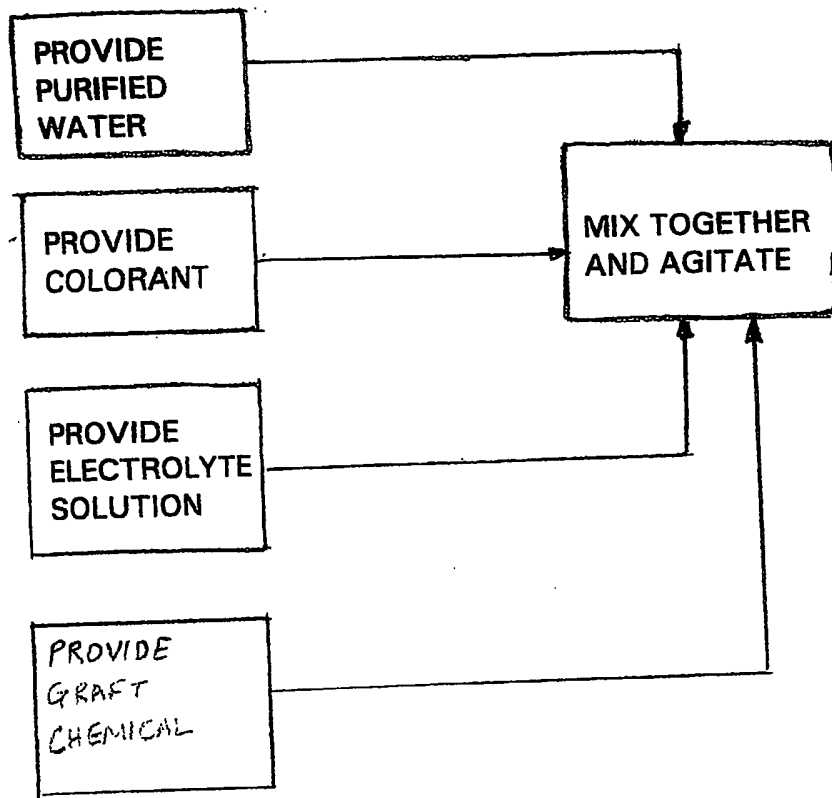 PROVIDE
PURIFIED
WATER
PROVIDE
COLORANT
MIX TOGETHER
AND AGITATE
PROVIDE
ELECTROLYTE
SOLUTION
PROVIDE
GRAFT
CHEMICAL